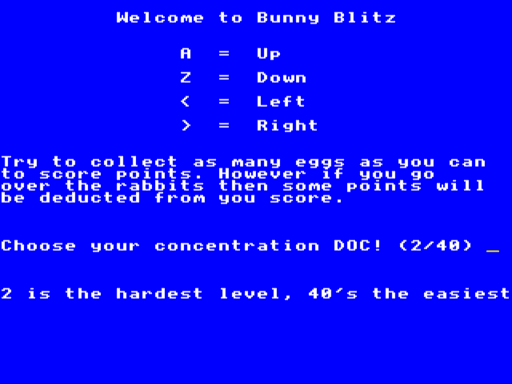 Welcome to Bunny Blitz
A = Up
Z = Down
< = Left
> = Right
Try to collect as many eggs as you can
to score points. However if you go
over the rabbits then some points will
be deducted from you score.
Choose your concentration DOC! (2/40) _
2 is the hardest level, 40's the easiest